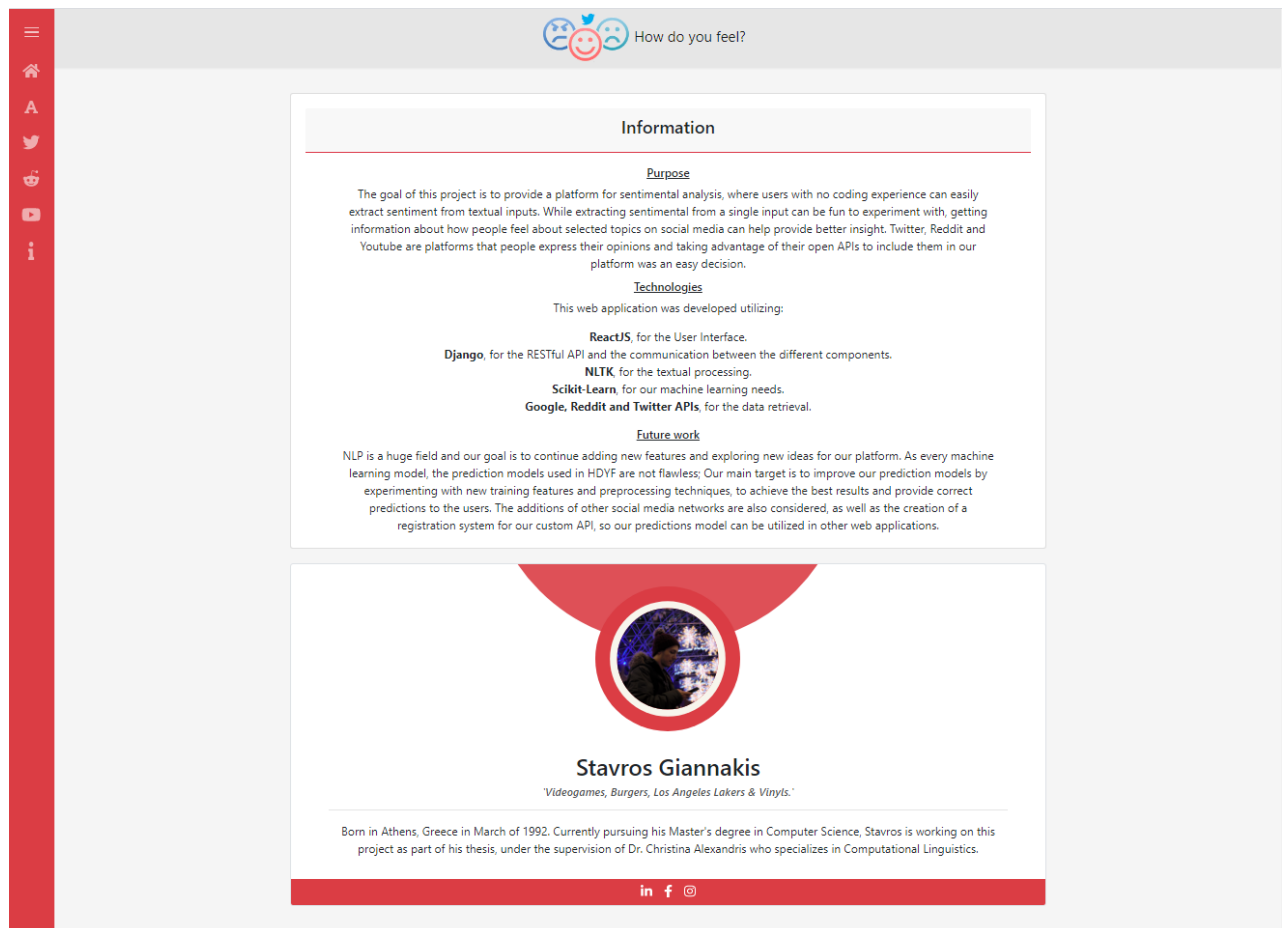 How do you feel?
Information
Purpose
The goal of this project is to provide a platform for sentimental analysis, where users with no coding experience can easily
extract sentiment from textual inputs. While extracting sentimental from a single input can be fun to experiment with, getting
information about how people feel about selected topics on social media can help provide better insight. Twitter, Reddit and
Youtube are platforms that people express their opinions and taking advantage of their open APIs to include them in our
platform was an easy decision.
Technologies
This web application was developed utilizing:
ReactJS, for the User Interface.
Django, for the RESTful API and the communication between the different components.
NLTK, for the textual processing.
Scikit-Learn, for our machine learning needs.
Google, Reddit and Twitter APIs, for the data retrieval.
Future work
NLP is a huge field and our goal is to continue adding new features and exploring new ideas for our platform. As every machine
learning model, the prediction models used in HDYF are not flawless; Our main target is to improve our prediction models by
experimenting with new training features and preprocessing techniques, to achieve the best results and provide correct
predictions to the users. The additions of other social media networks are also considered, as well as the creation of a
registration system for our custom API, so our predictions model can be utilized in other web applications.
Stavros Giannakis
'Videogames, Burgers, Los Angeles Lakers & Vinyls.'
Born in Athens, Greece in March of 1992. Currently pursuing his Master's degree in Computer Science, Stavros is working on this
project as part of his thesis, under the supervision of Dr. Christina Alexandris who specializes in Computational Linguistics.